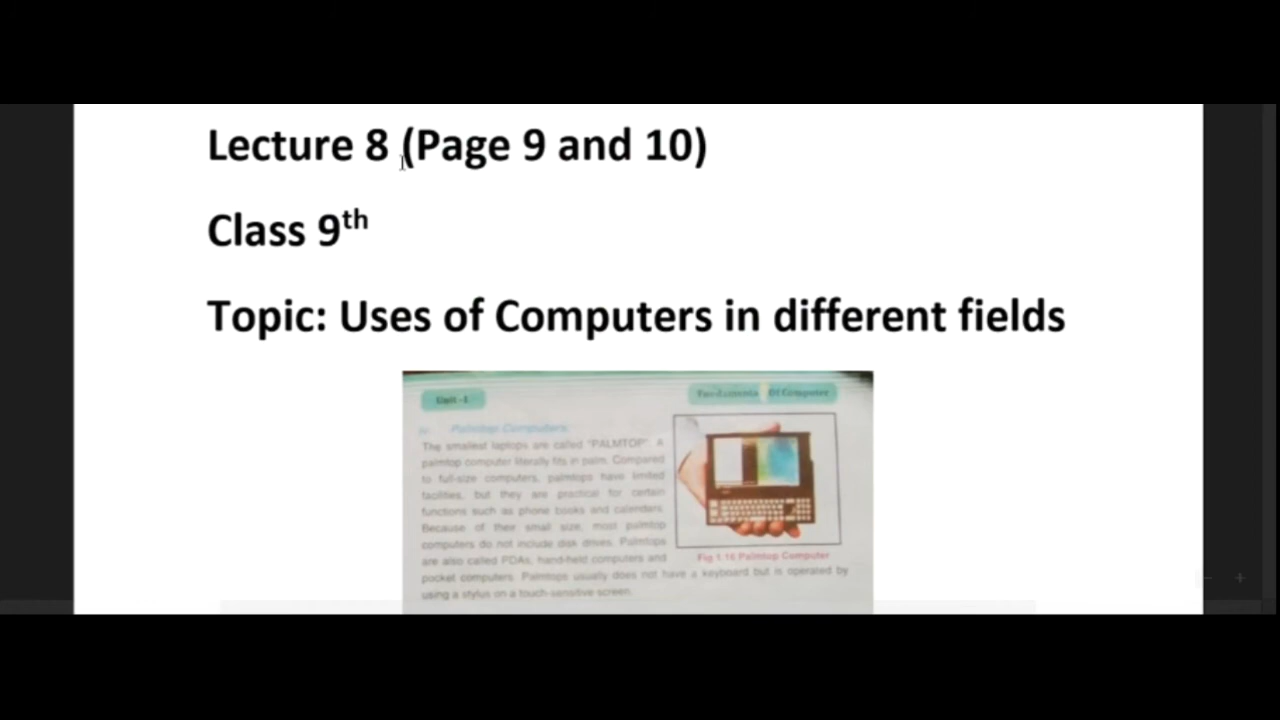 Lecture 8 (Page 9 and 10)
Class 9th
Topic: Uses of Computers in different fields
Unit -1
Fundaments Of Computer
Palmtop Computers
The smallest laptops are called "PALMTOP". A
palmtop computer literally fits in palm. Compared
to full-size computers, palmtops have limited
facilities, but they are practical for certain
functions such as phone books and calendars.
Because of their small size, most palmtop
computers do not include disk drives. Palmtops
are also called PDAs, hand-held computers and
pocket computers. Palmtops usually does not have a keyboard but is operated by
using a stylus on a touch-sensitive screen.
Fig 1.16 Palmtop Computer